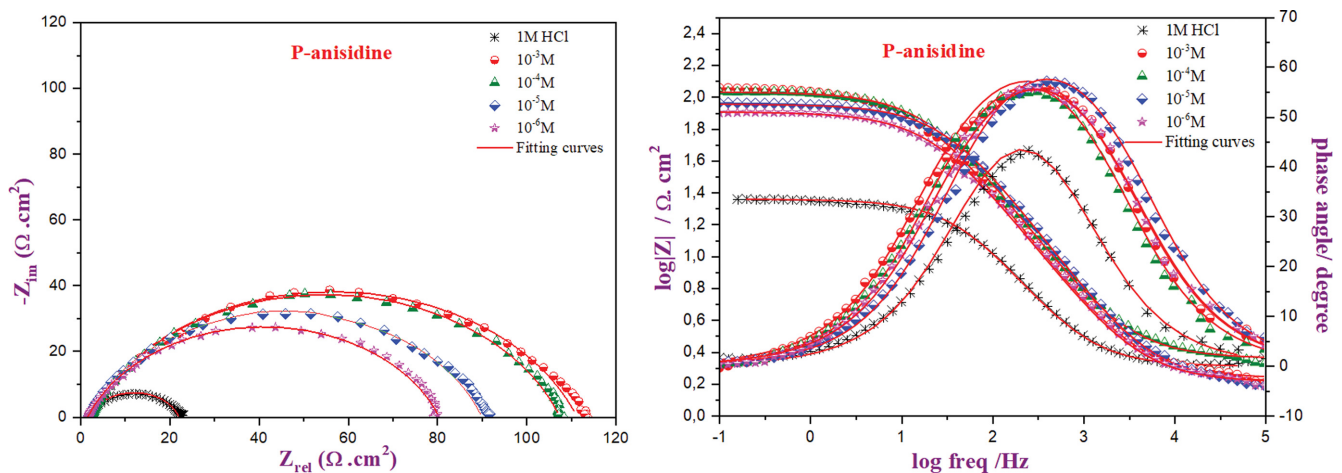 P-anisidine
1M HCl
10-3M
10-4M
10-5M
10-6M
Fitting curves
120
100
80
60
40
20
0
-Zim (Ω .cm2)
0 20 40 60 80 100 120
Zrel (Ω .cm2)
P-anisidine
1M HCl
10-3M
10-4M
10-5M
10-6M
Fitting curves
2,4
2,2
2,0
1,8
1,6
1,4
1,2
1,0
0,8
0,6
0,4
0,2
0,0
log|Z| / Ω. cm2
70
60
50
40
30
20
10
0
-10
phase angle/ degree
-1 0 1 2 3 4 5
log freq /Hz